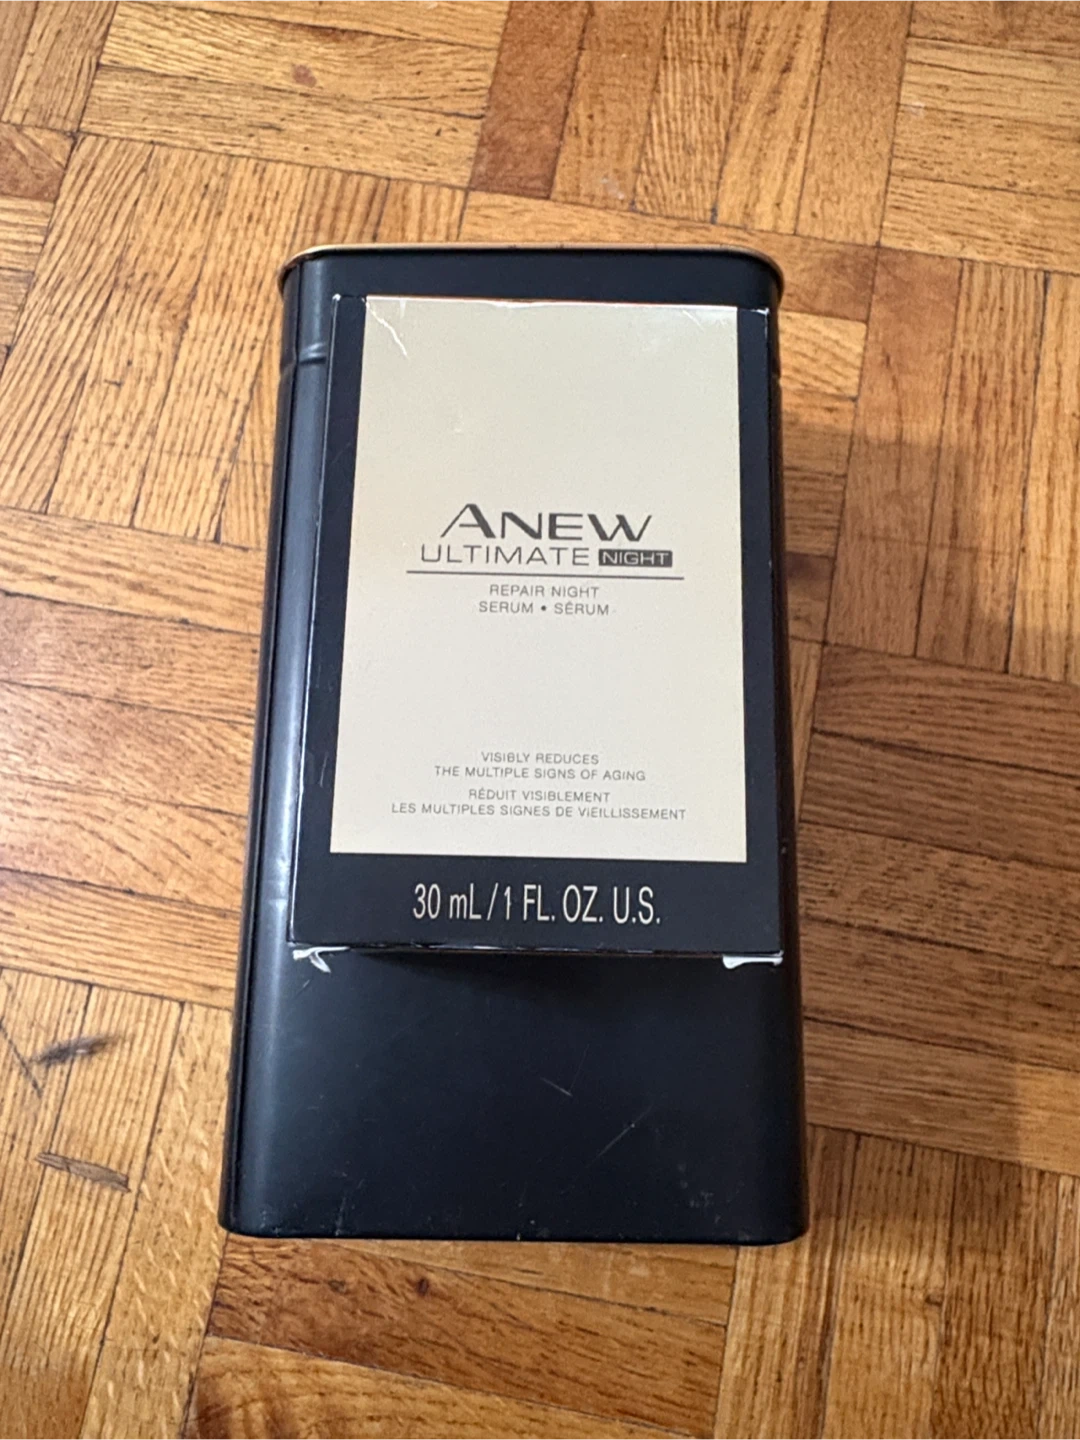 ANEW
ULTIMATE NIGHT
REPAIR NIGHT
SERUM • SÉRUM
VISIBLY REDUCES
THE MULTIPLE SIGNS OF AGING
RÉDUIT VISIBLEMENT
LES MULTIPLES SIGNES DE VIEILLISSEMENT
30 mL/1 FL. OZ. U.S.